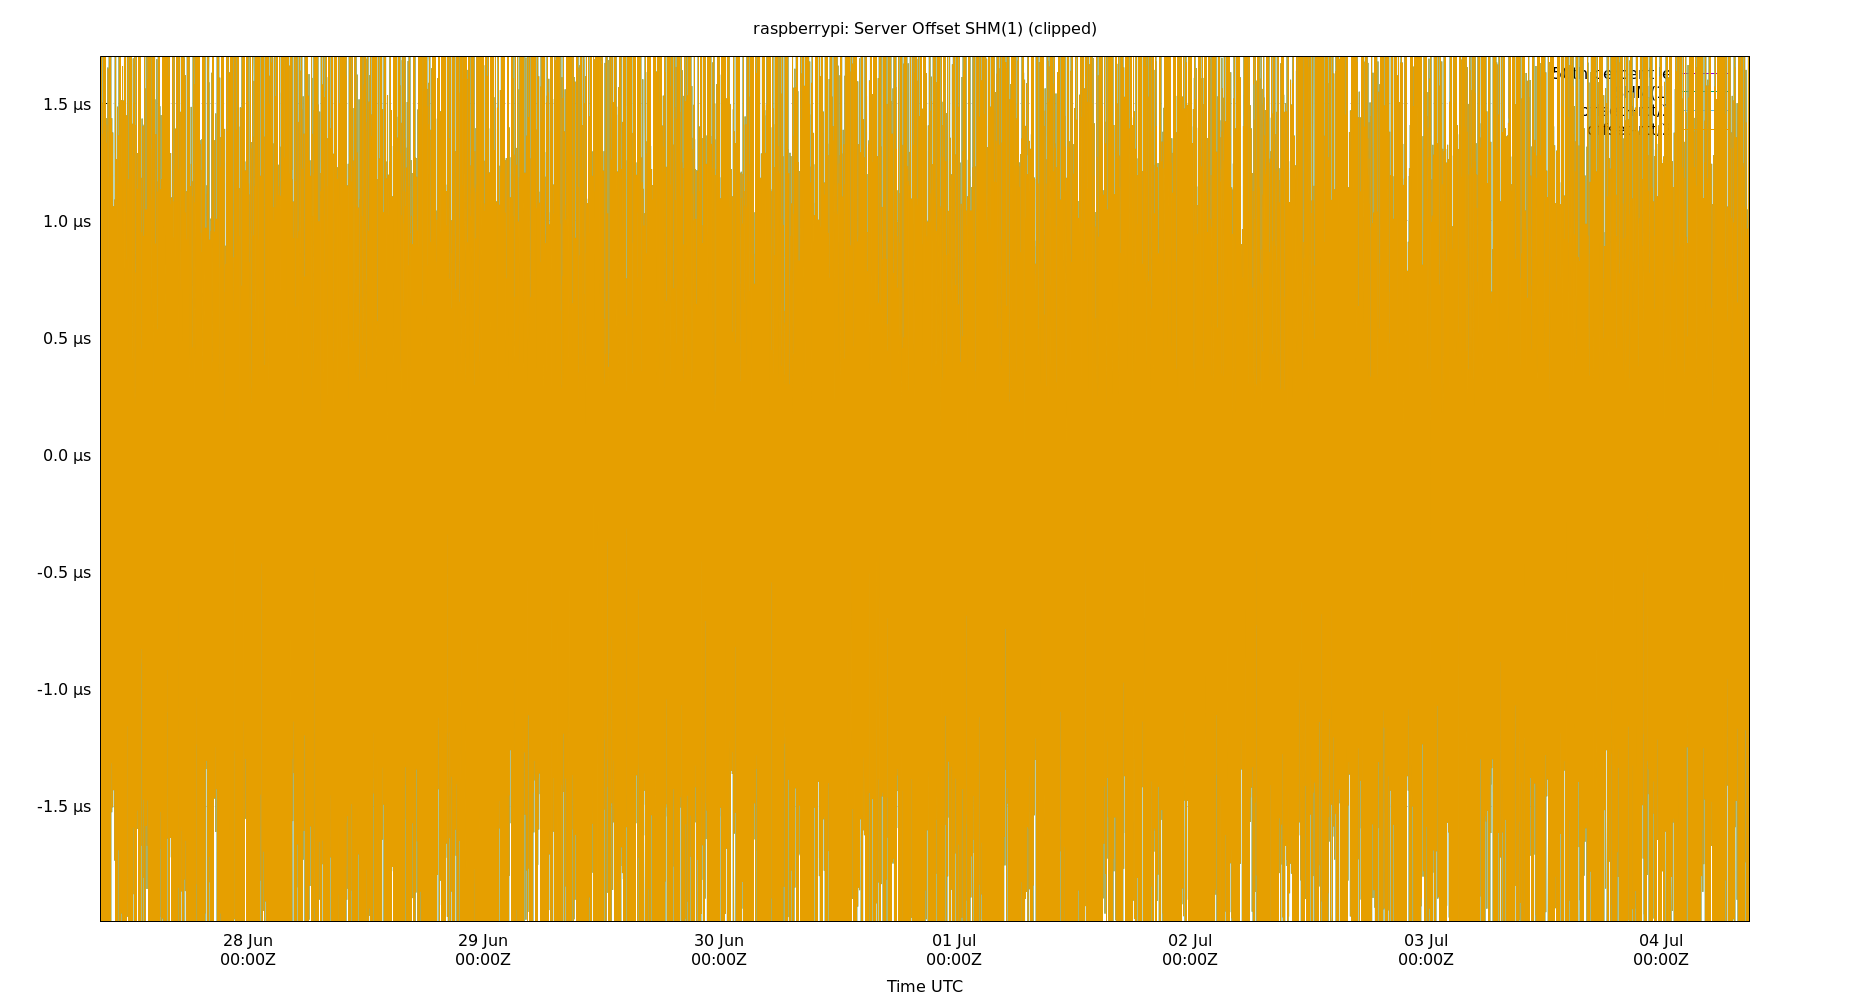 raspberrypi: Server Offset SHM(1) (clipped)
1.5 µs
1.0 µs
0.5 µs
0.0 µs
-0.5 µs
-1.0 µs
-1.5 µs
28 Jun
00:00Z
29 Jun
00:00Z
30 Jun
00:00Z
01 Jul
00:00Z
02 Jul
00:00Z
03 Jul
00:00Z
04 Jul
00:00Z
Time UTC